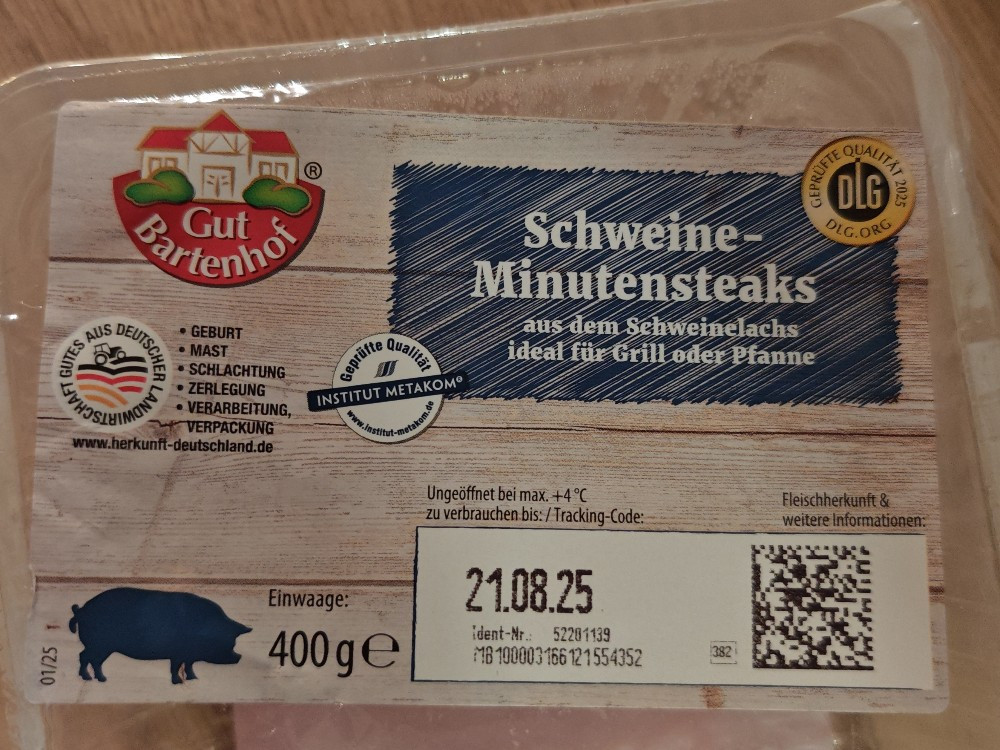 Gut
Bartenhof
®
GEPRÜFTE QUALITÄT 2025
DLG
DLG.ORG
Schweine-
Minutensteaks
aus dem Schweinelachs
ideal für Grill oder Pfanne
GUTES AUS DEUTSCHER LANDWIRTSCHAFT
• GEBURT
• MAST
• SCHLACHTUNG
• ZERLEGUNG
• VERARBEITUNG,
VERPACKUNG
www.herkunft-deutschland.de
Geprüfte Qualität
INSTITUT METAKOM®
www.institut-metakom.de
Ungeöffnet bei max. +4 °C
zu verbrauchen bis: / Tracking-Code:
Fleischherkunft &
weitere Informationen:
21.08.25
Ident-Nr.: 52201139
MB100003166121554352
382
Einwaage:
400 g e
01/25 1